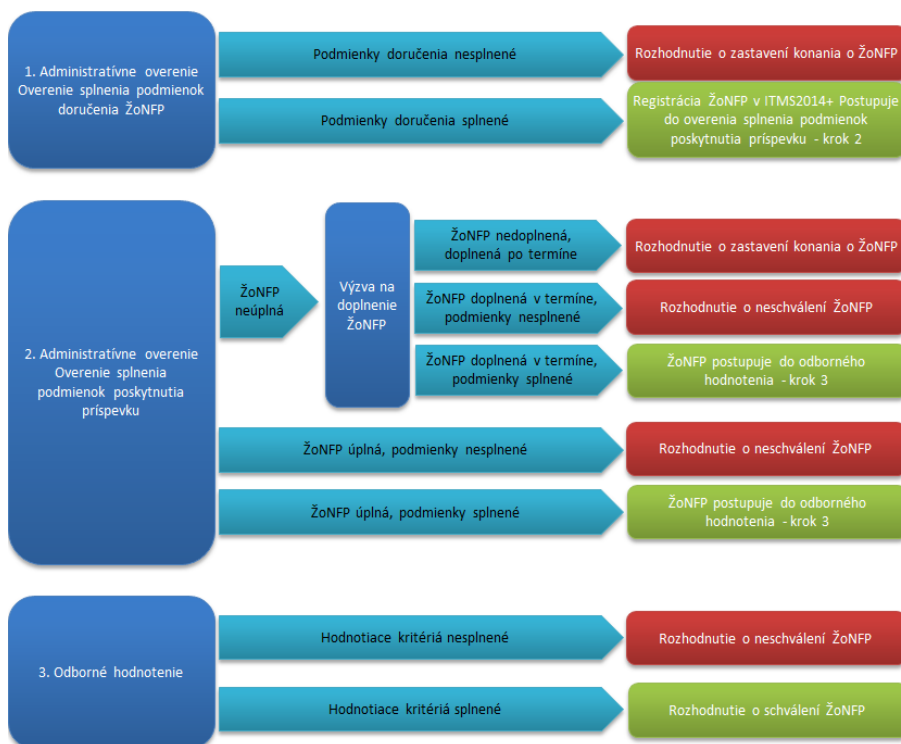 1. Administratívne overenie
Overenie splnenia podmienok
doručenia ŽoNFP
Podmienky doručenia nesplnené
Rozhodnutie o zastavení konania o ŽoNFP
Podmienky doručenia splnené
Registrácia ŽoNFP v ITMS2014+ Postupuje
do overenia splnenia podmienok
poskytnutia príspevku - krok 2
2. Administratívne overenie
Overenie splnenia
podmienok poskytnutia
príspevku
ŽoNFP
neúplná
Výzva na
doplnenie
ŽoNFP
ŽoNFP nedoplnená,
doplnená po termíne
Rozhodnutie o zastavení konania o ŽoNFP
ŽoNFP doplnená v termíne,
podmienky nesplnené
Rozhodnutie o neschválení ŽoNFP
ŽoNFP doplnená v termíne,
podmienky splnené
ŽoNFP postupuje do odborného
hodnotenia - krok 3
ŽoNFP úplná, podmienky nesplnené
Rozhodnutie o neschválení ŽoNFP
ŽoNFP úplná, podmienky splnené
ŽoNFP postupuje do odborného
hodnotenia - krok 3
3. Odborné hodnotenie
Hodnotiace kritériá nesplnené
Rozhodnutie o neschválení ŽoNFP
Hodnotiace kritériá splnené
Rozhodnutie o schválení ŽoNFP